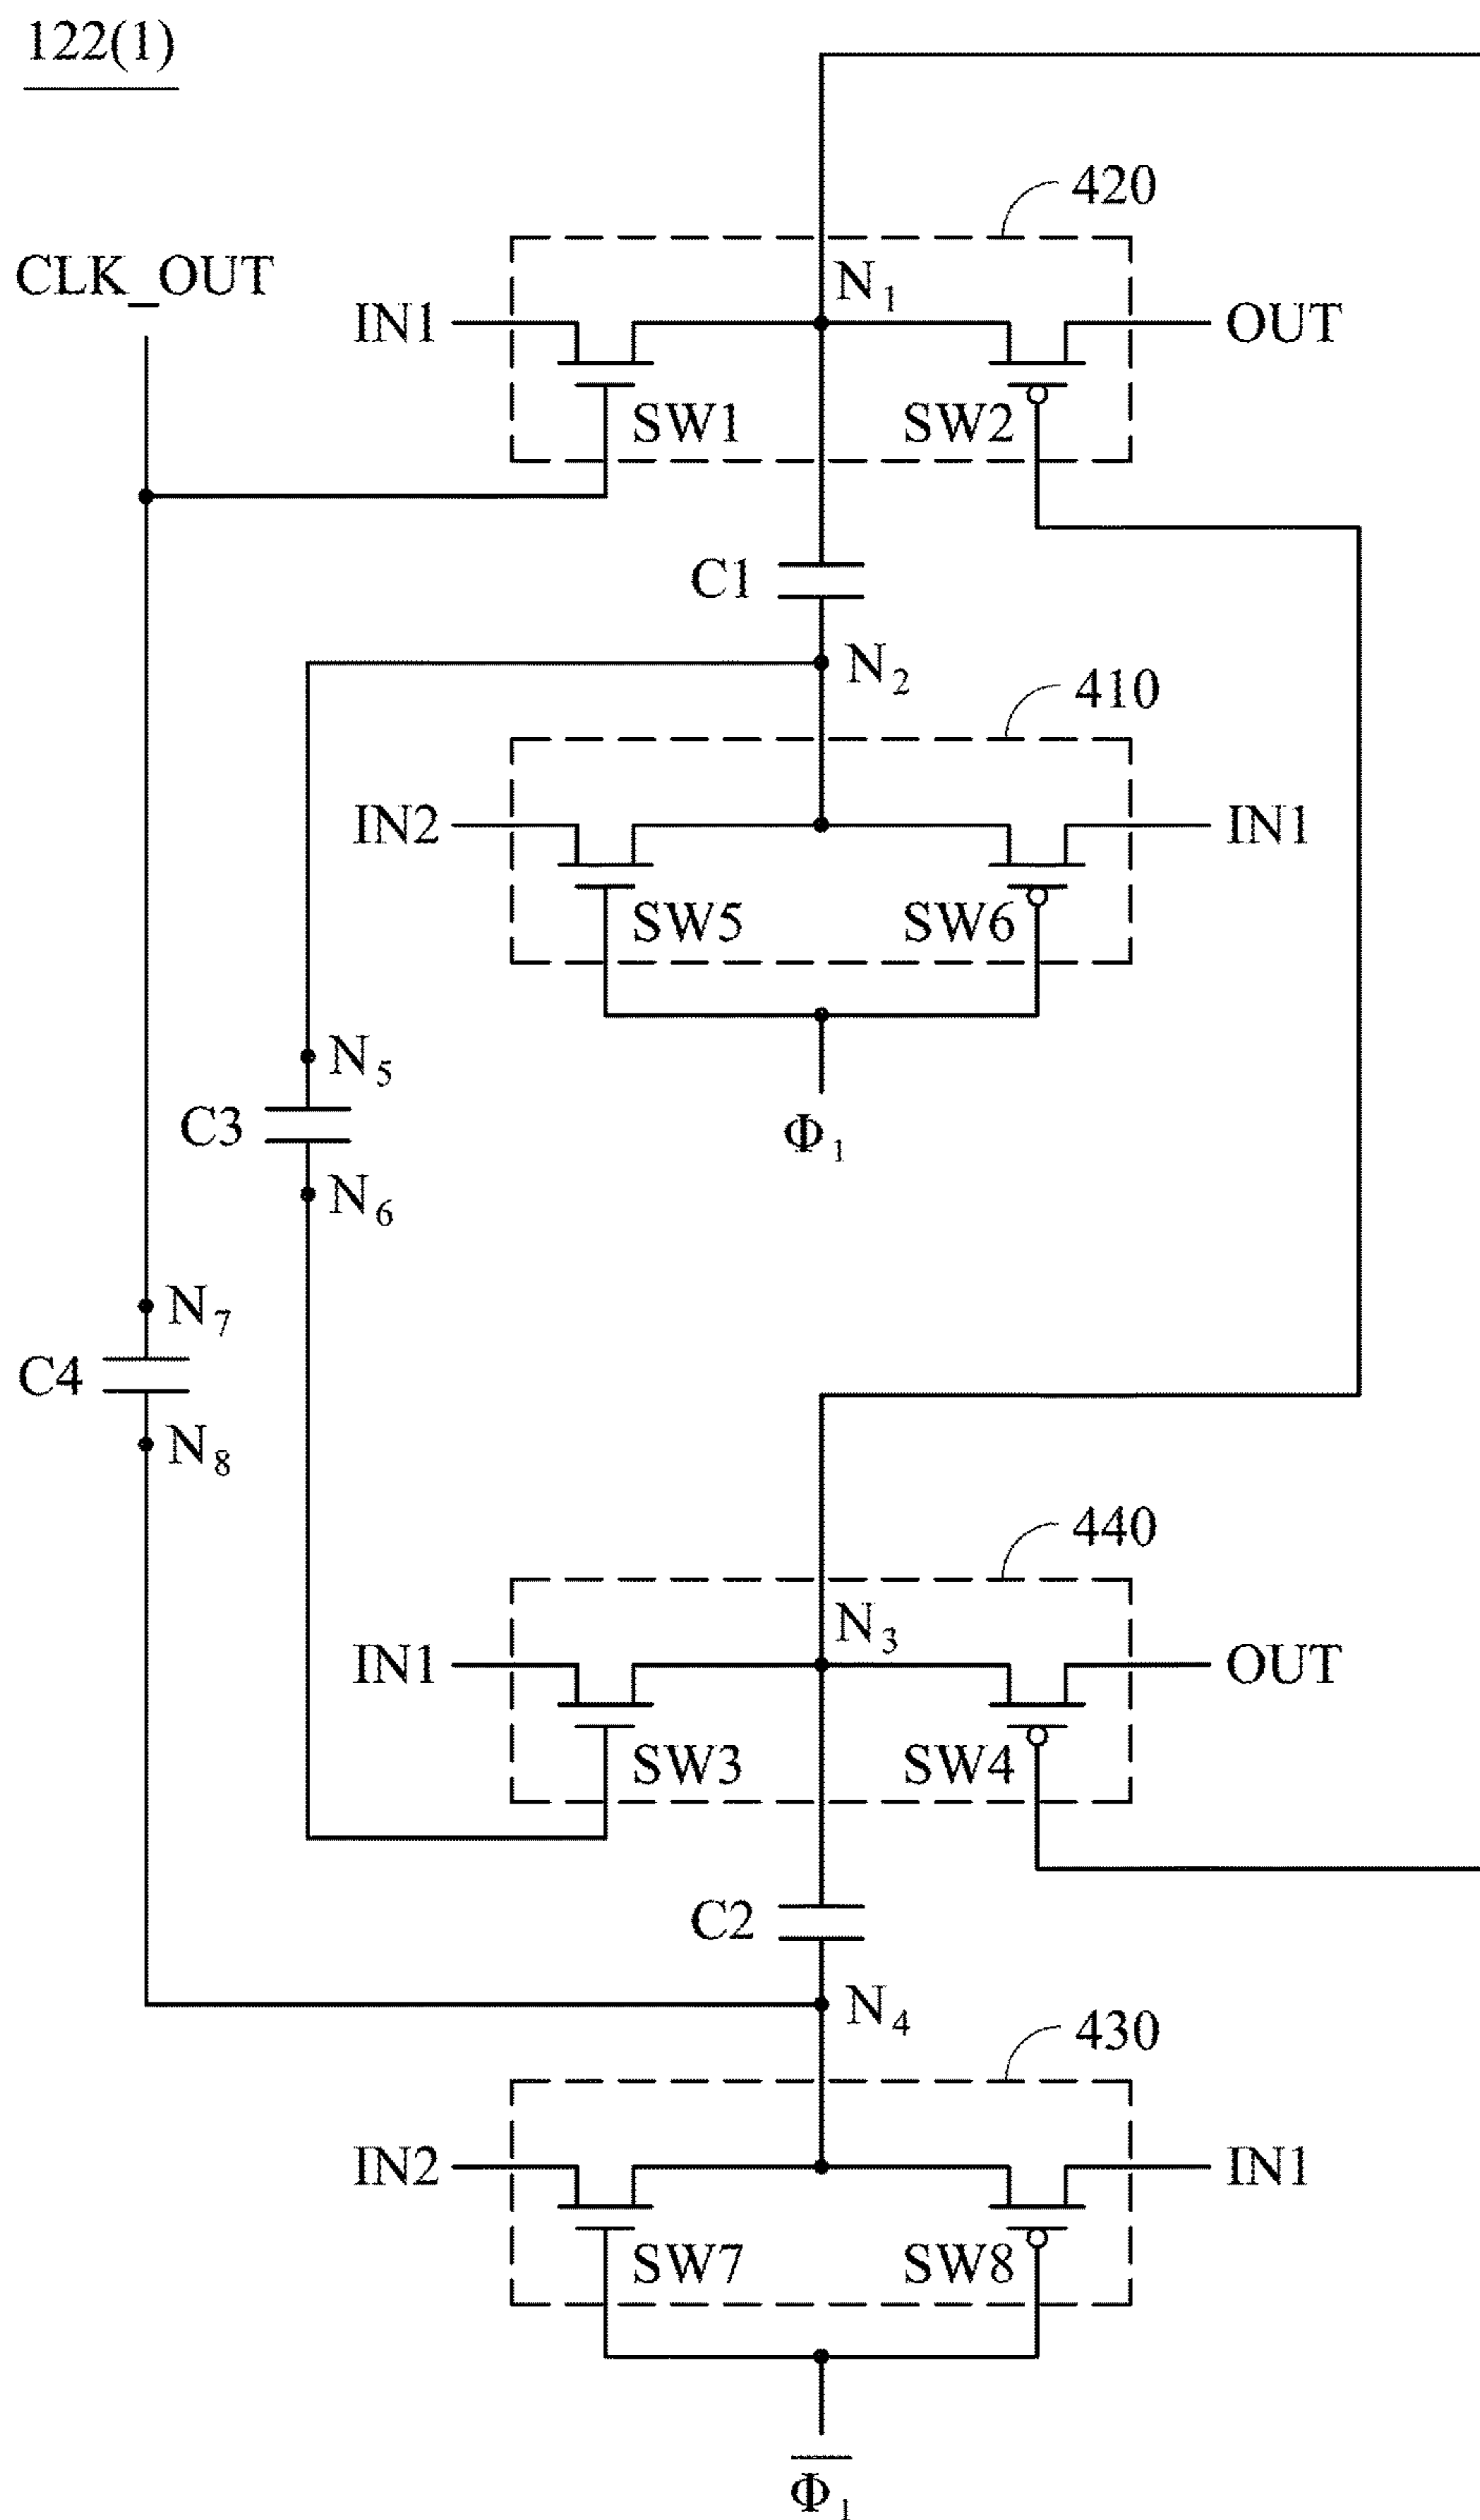 122(1)
420
CLK_OUT
N1
IN1
OUT
SW1
SW2
C1
N2
410
IN2
IN1
SW5
SW6
N5
C3
Φ1
N6
N7
C4
N8
440
N3
IN1
OUT
SW3
SW4
C2
N4
430
IN2
IN1
SW7
SW8
Φ̅1